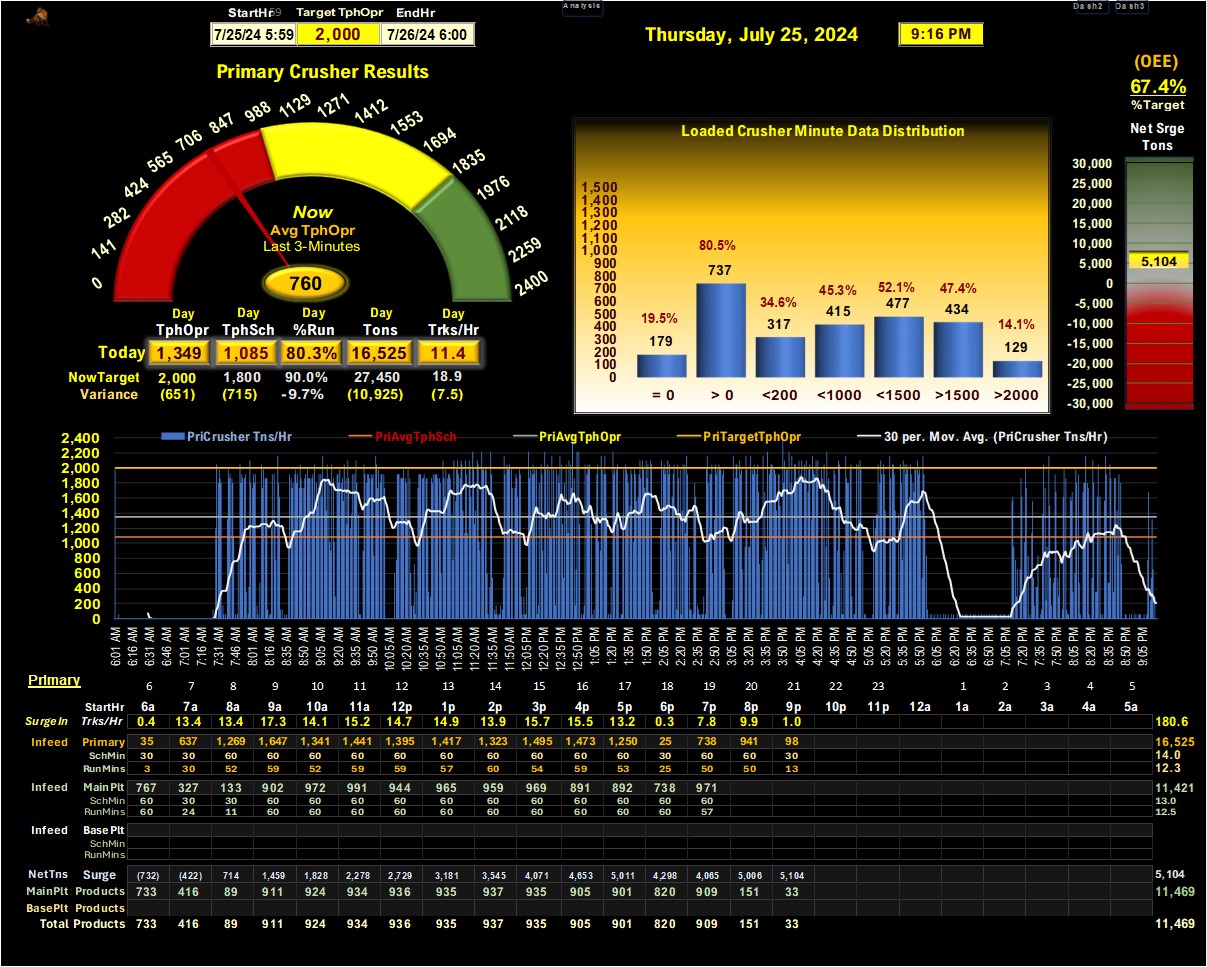 Analysis
Dash2 Dash3
StartHr59 Target TphOpr EndHr
7/25/24 5:59 2,000 7/26/24 6:00
Thursday, July 25, 2024 9:16 PM
(OEE)
67.4%
%Target
Primary Crusher Results
0 141 282 424 565 706 847 988 1129 1271 1412 1553 1694 1835 1976 2118 2259 2400
Now
Avg TphOpr
Last 3-Minutes
760
Loaded Crusher Minute Data Distribution
1,500
1,400
1,300
1,200
1,100
1,000
900
800
700
600
500
400
300
200
100
0
19.5% 80.5% 34.6% 45.3% 52.1% 47.4% 14.1%
179 737 317 415 477 434 129
= 0 > 0 <200 <1000 <1500 >1500 >2000
Net Srge
Tons
30,000
25,000
20,000
15,000
10,000
5,000
0
-5,000
-10,000
-15,000
-20,000
-25,000
-30,000
5,104
Day Day Day Day Day
TphOpr TphSch %Run Tons Trks/Hr
Today 1,349 1,085 80.3% 16,525 11.4
NowTarget 2,000 1,800 90.0% 27,450 18.9
Variance (651) (715) -9.7% (10,925) (7.5)
PriCrusher Tns/Hr PriAvgTphSch PriAvgTphOpr PriTargetTphOpr 30 per. Mov. Avg. (PriCrusher Tns/Hr)
2,400
2,200
2,000
1,800
1,600
1,400
1,200
1,000
800
600
400
200
0
6:01 AM 6:16 AM 6:31 AM 6:46 AM 7:01 AM 7:16 AM 7:31 AM 7:46 AM 8:01 AM 8:16 AM 8:35 AM 8:50 AM 9:05 AM 9:20 AM 9:35 AM 9:50 AM 10:05 AM 10:20 AM 10:35 AM 10:50 AM 11:05 AM 11:20 AM 11:35 AM 11:50 AM 12:05 PM 12:20 PM 12:35 PM 12:50 PM 1:05 PM 1:20 PM 1:35 PM 1:50 PM 2:05 PM 2:20 PM 2:35 PM 2:50 PM 3:05 PM 3:20 PM 3:35 PM 3:50 PM 4:05 PM 4:20 PM 4:35 PM 4:50 PM 5:05 PM 5:20 PM 5:35 PM 5:50 PM 6:05 PM 6:20 PM 6:35 PM 6:50 PM 7:05 PM 7:20 PM 7:35 PM 7:50 PM 8:05 PM 8:20 PM 8:35 PM 8:50 PM 9:05 PM
Primary
6 7 8 9 10 11 12 13 14 15 16 17 18 19 20 21 22 23 1 2 3 4 5
StartHr 6a 7a 8a 9a 10a 11a 12p 1p 2p 3p 4p 5p 6p 7p 8p 9p 10p 11p 12a 1a 2a 3a 4a 5a
SurgeIn Trks/Hr 0.4 13.4 13.4 17.3 14.1 15.2 14.7 14.9 13.9 15.7 15.5 13.2 0.3 7.8 9.9 1.0 180.6
Infeed Primary 35 637 1,269 1,647 1,341 1,441 1,395 1,417 1,323 1,495 1,473 1,250 25 738 941 98 16,525
SchMin 30 30 60 60 60 60 60 60 60 60 60 60 30 60 60 30 14.0
RunMins 3 30 52 59 52 59 59 57 60 54 59 53 25 50 50 13 12.3
Infeed MainPlt 767 327 133 902 972 991 944 965 959 969 891 892 738 971 11,421
SchMin 60 30 30 60 60 60 60 60 60 60 60 60 60 60 13.0
RunMins 60 24 11 60 60 60 60 60 60 60 60 60 60 57 12.5
Infeed Base Plt
SchMin
RunMins
NetTns Surge (732) (422) 714 1,459 1,828 2,278 2,729 3,181 3,545 4,071 4,653 5,011 4,298 4,065 5,006 5,104 5,104
MainPlt Products 733 416 89 911 924 934 936 935 937 935 905 901 820 909 151 33 11,469
BasePlt Products
Total Products 733 416 89 911 924 934 936 935 937 935 905 901 820 909 151 33 11,469